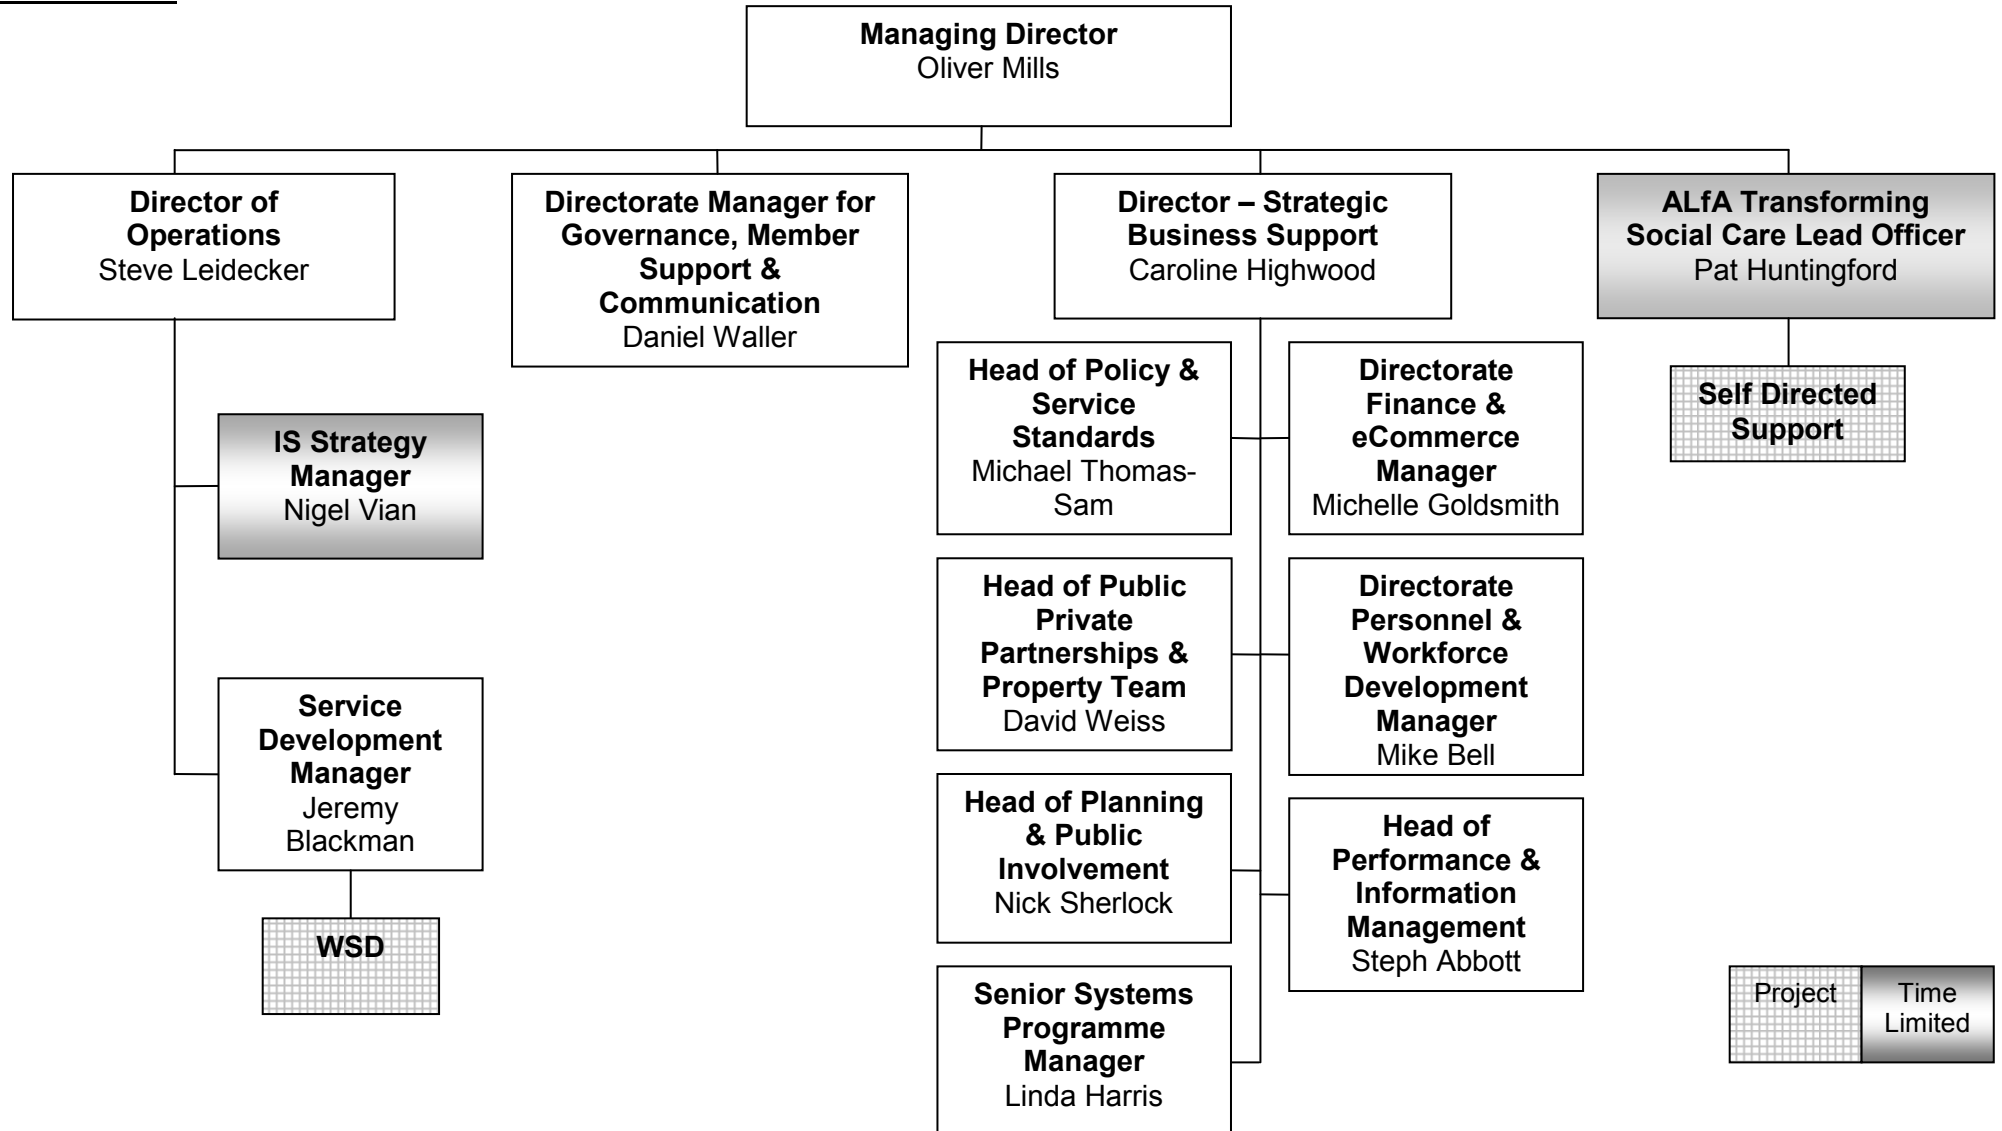 Managing Director
Oliver Mills
Director of
Operations
Steve Leidecker
Directorate Manager for
Governance, Member
Support &
Communication
Daniel Waller
Director – Strategic
Business Support
Caroline Highwood
ALfA Transforming
Social Care Lead Officer
Pat Huntingford
IS Strategy
Manager
Nigel Vian
Service
Development
Manager
Jeremy
Blackman
WSD
Head of Policy &
Service
Standards
Michael Thomas-
Sam
Directorate
Finance &
eCommerce
Manager
Michelle Goldsmith
Head of Public
Private
Partnerships &
Property Team
David Weiss
Directorate
Personnel &
Workforce
Development
Manager
Mike Bell
Head of Planning
& Public
Involvement
Nick Sherlock
Head of
Performance &
Information
Management
Steph Abbott
Senior Systems
Programme
Manager
Linda Harris
Self Directed
Support
Project
Time
Limited